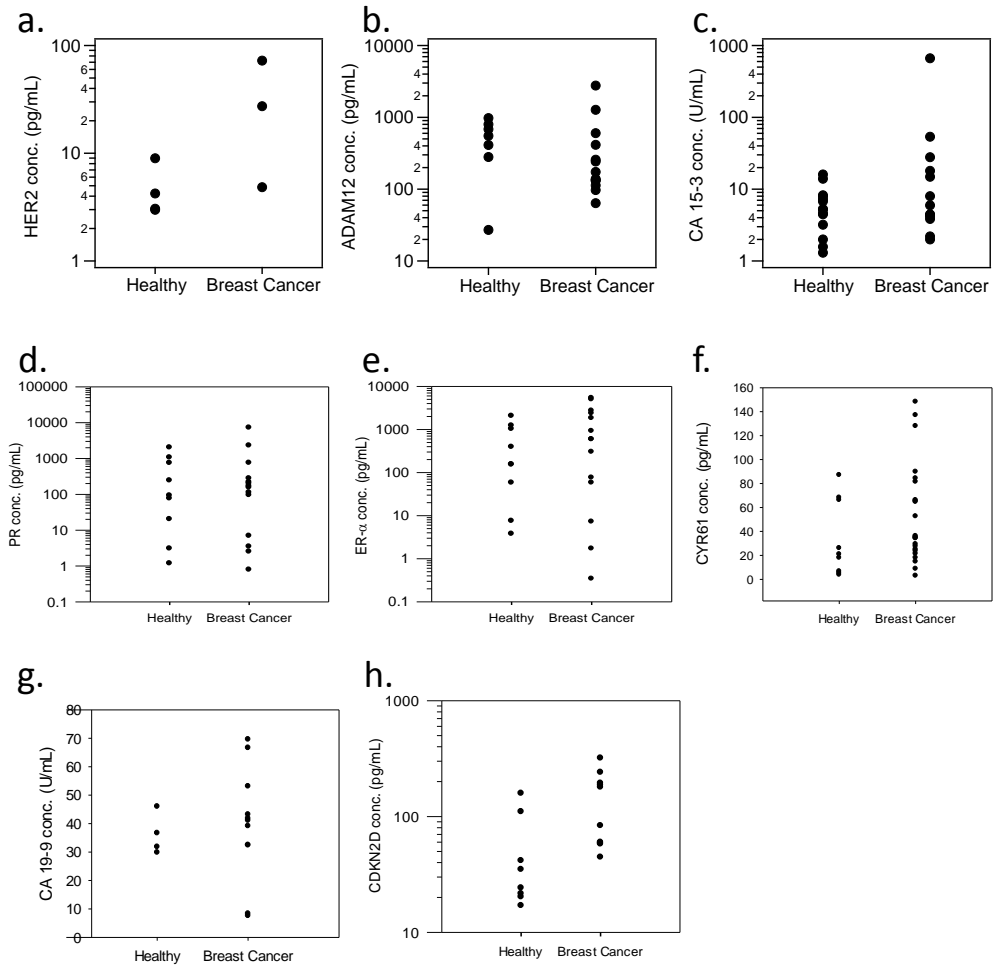 a.
HER2 conc. (pg/mL)
100
6
4
2
10
6
4
2
1
Healthy
Breast Cancer
b.
ADAM12 conc. (pg/mL)
10000
4
2
1000
4
2
100
4
2
10
Healthy
Breast Cancer
c.
CA 15-3 conc. (U/mL)
1000
4
2
100
4
2
10
4
2
1
Healthy
Breast Cancer
d.
PR conc. (pg/mL)
100000
10000
1000
100
10
1
0.1
Healthy
Breast Cancer
e.
ER-α conc. (pg/mL)
10000
1000
100
10
1
0.1
Healthy
Breast Cancer
f.
CYR61 conc. (pg/mL)
160
140
120
100
80
60
40
20
0
Healthy
Breast Cancer
g.
CA 19-9 conc. (U/mL)
80
70
60
50
40
30
20
10
0
Healthy
Breast Cancer
h.
CDKN2D conc. (pg/mL)
1000
100
10
Healthy
Breast Cancer